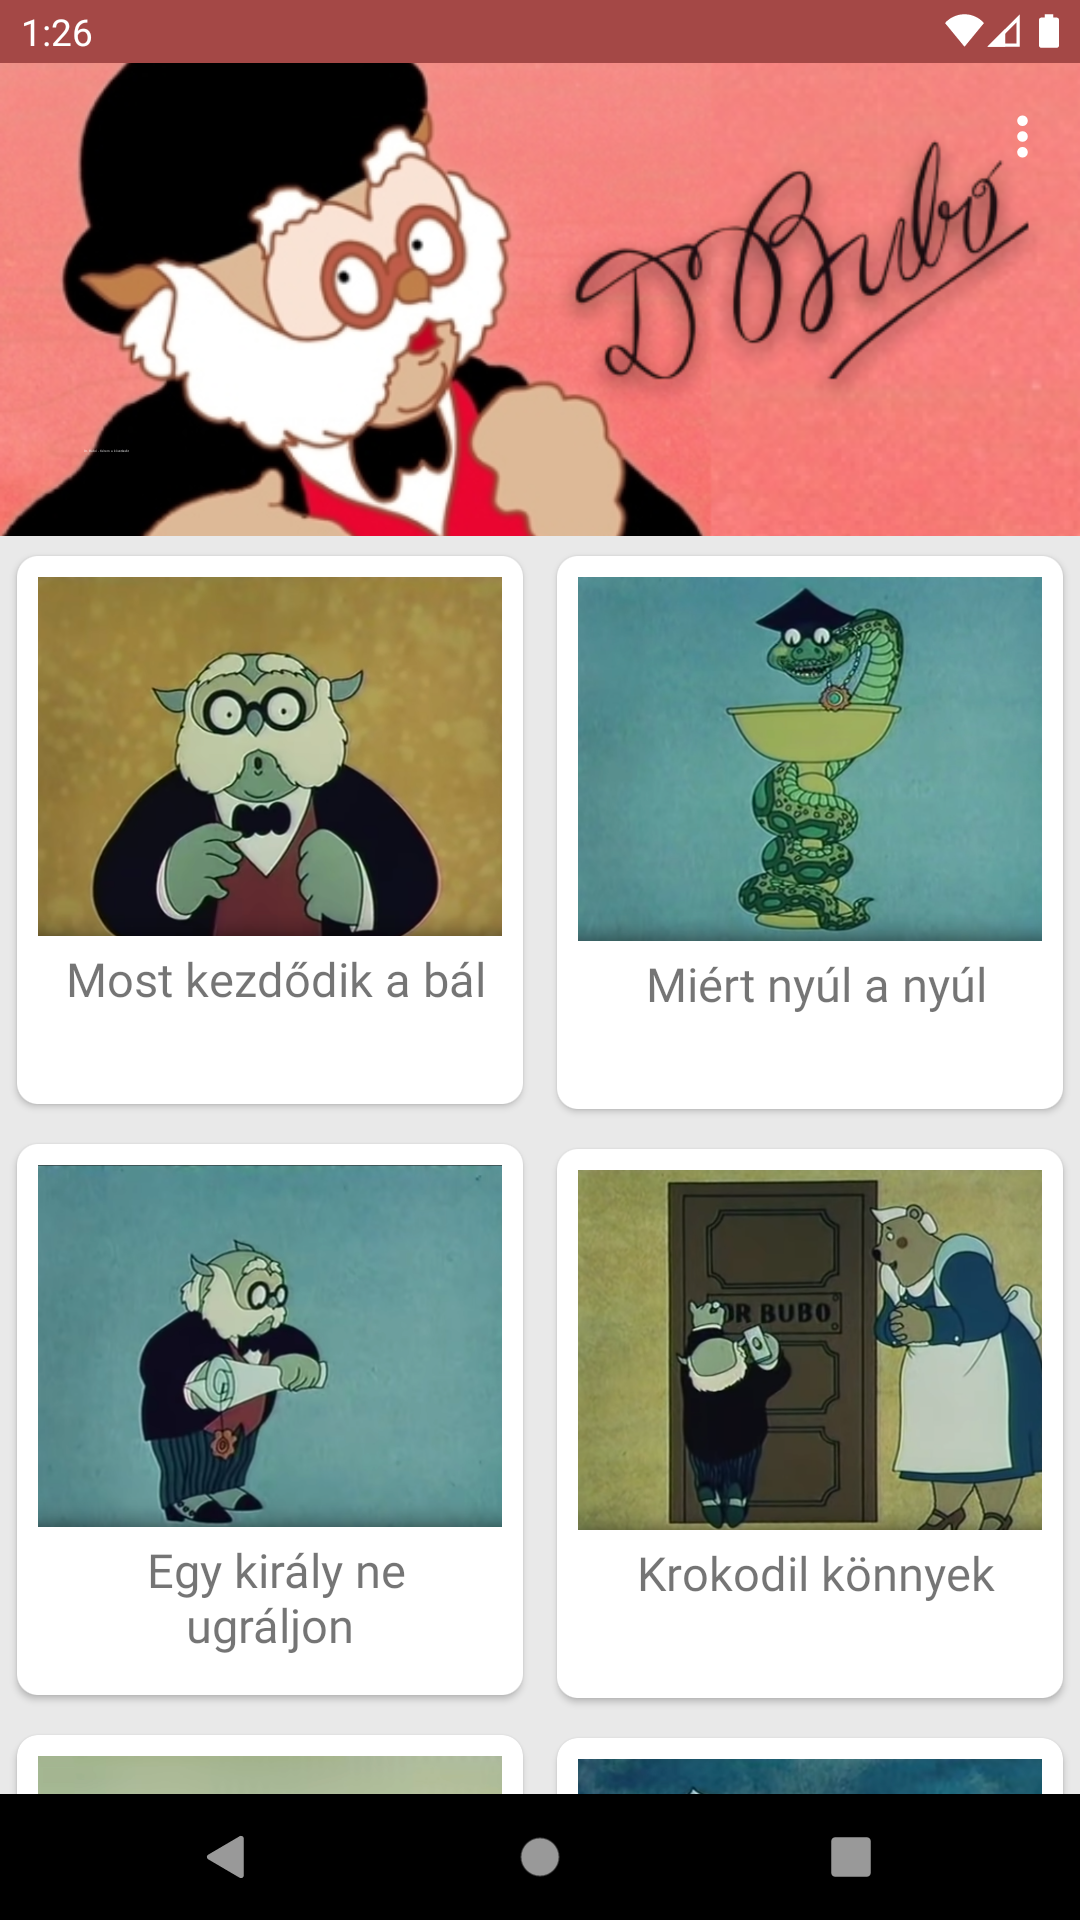 1:26
Dr Bubó
Most kezdődik a bál
Miért nyúl a nyúl
DR BUBO
Egy király ne
ugráljon
Krokodil könnyek